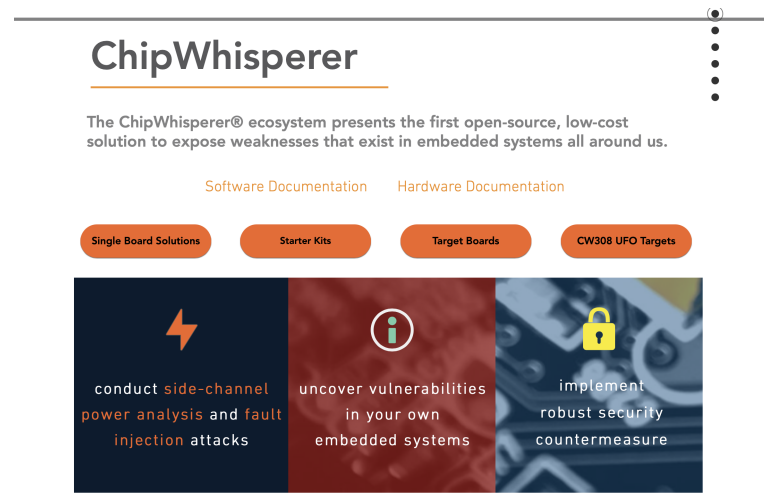 ChipWhisperer
The ChipWhisperer® ecosystem presents the first open-source, low-cost
solution to expose weaknesses that exist in embedded systems all around us.
Software Documentation Hardware Documentation
Single Board Solutions Starter Kits Target Boards CW308 UFO Targets
conduct side-channel
power analysis and fault
injection attacks
uncover vulnerabilities
in your own
embedded systems
implement
robust security
countermeasure